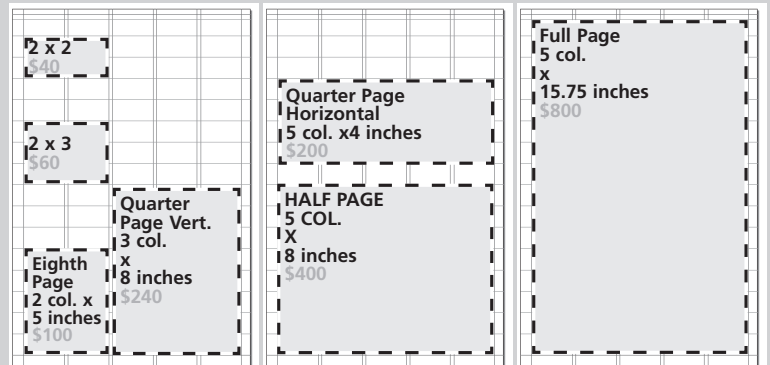 2 x 2
$40
2 x 3
$60
Eighth
Page
2 col. x
5 inches
$100
Quarter
Page Vert.
3 col.
x
8 inches
$240
Quarter Page
Horizontal
5 col. x4 inches
$200
HALF PAGE
5 COL.
X
8 inches
$400
Full Page
5 col.
x
15.75 inches
$800